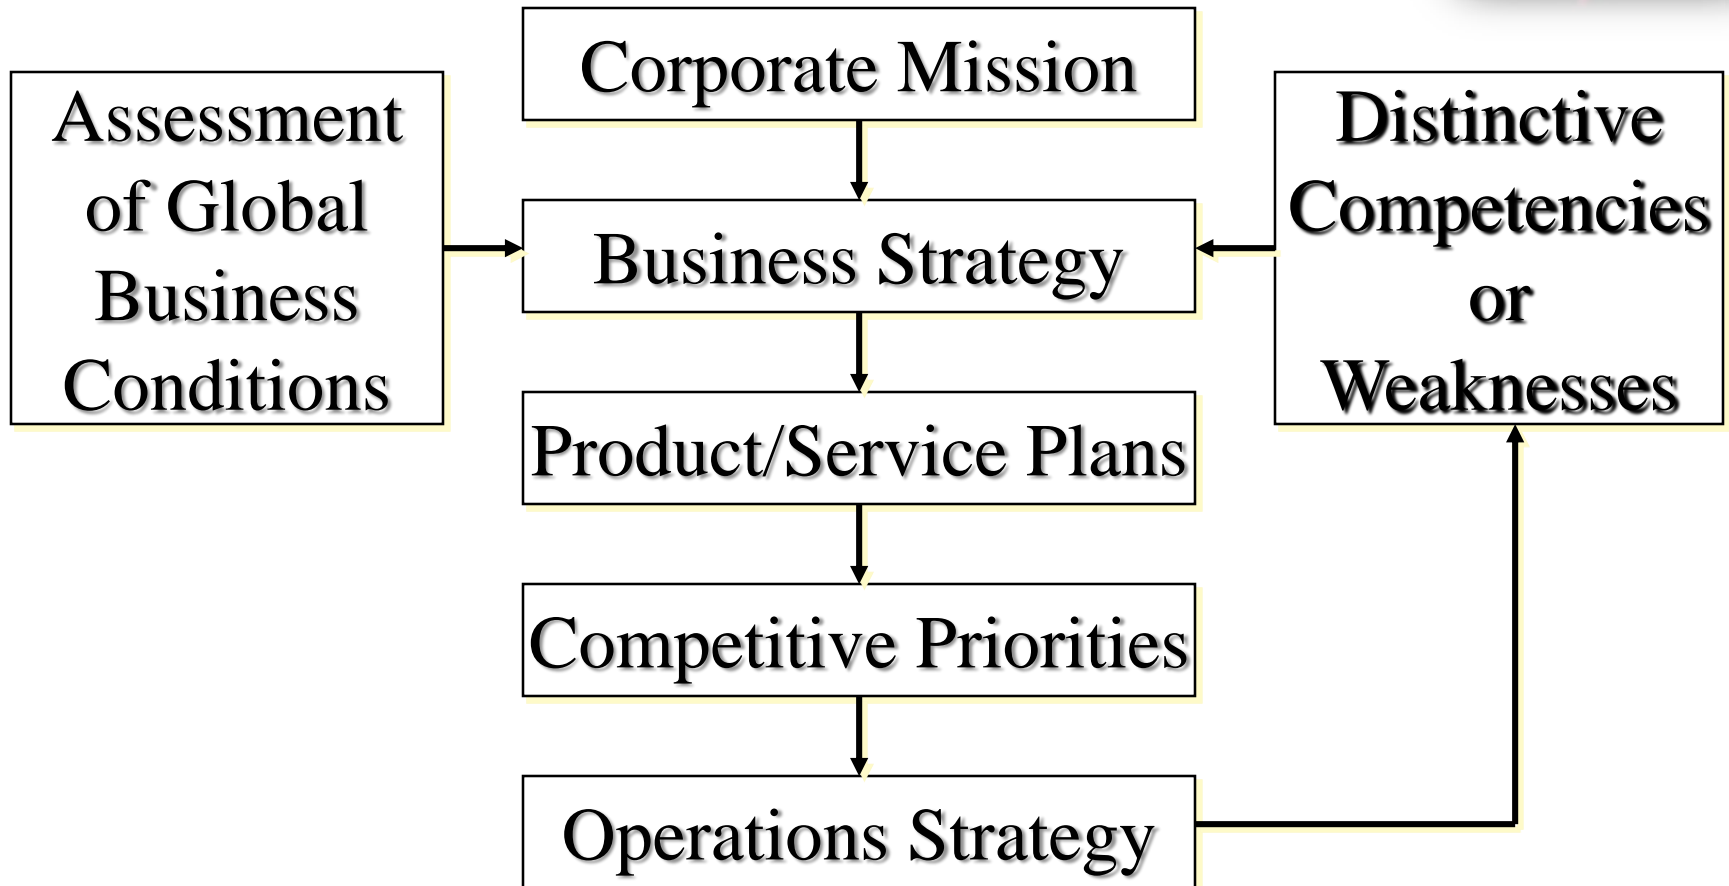 Corporate Mission
Assessment
of Global
Business
Conditions
Distinctive
Competencies
or
Weaknesses
Business Strategy
Product/Service Plans
Competitive Priorities
Operations Strategy